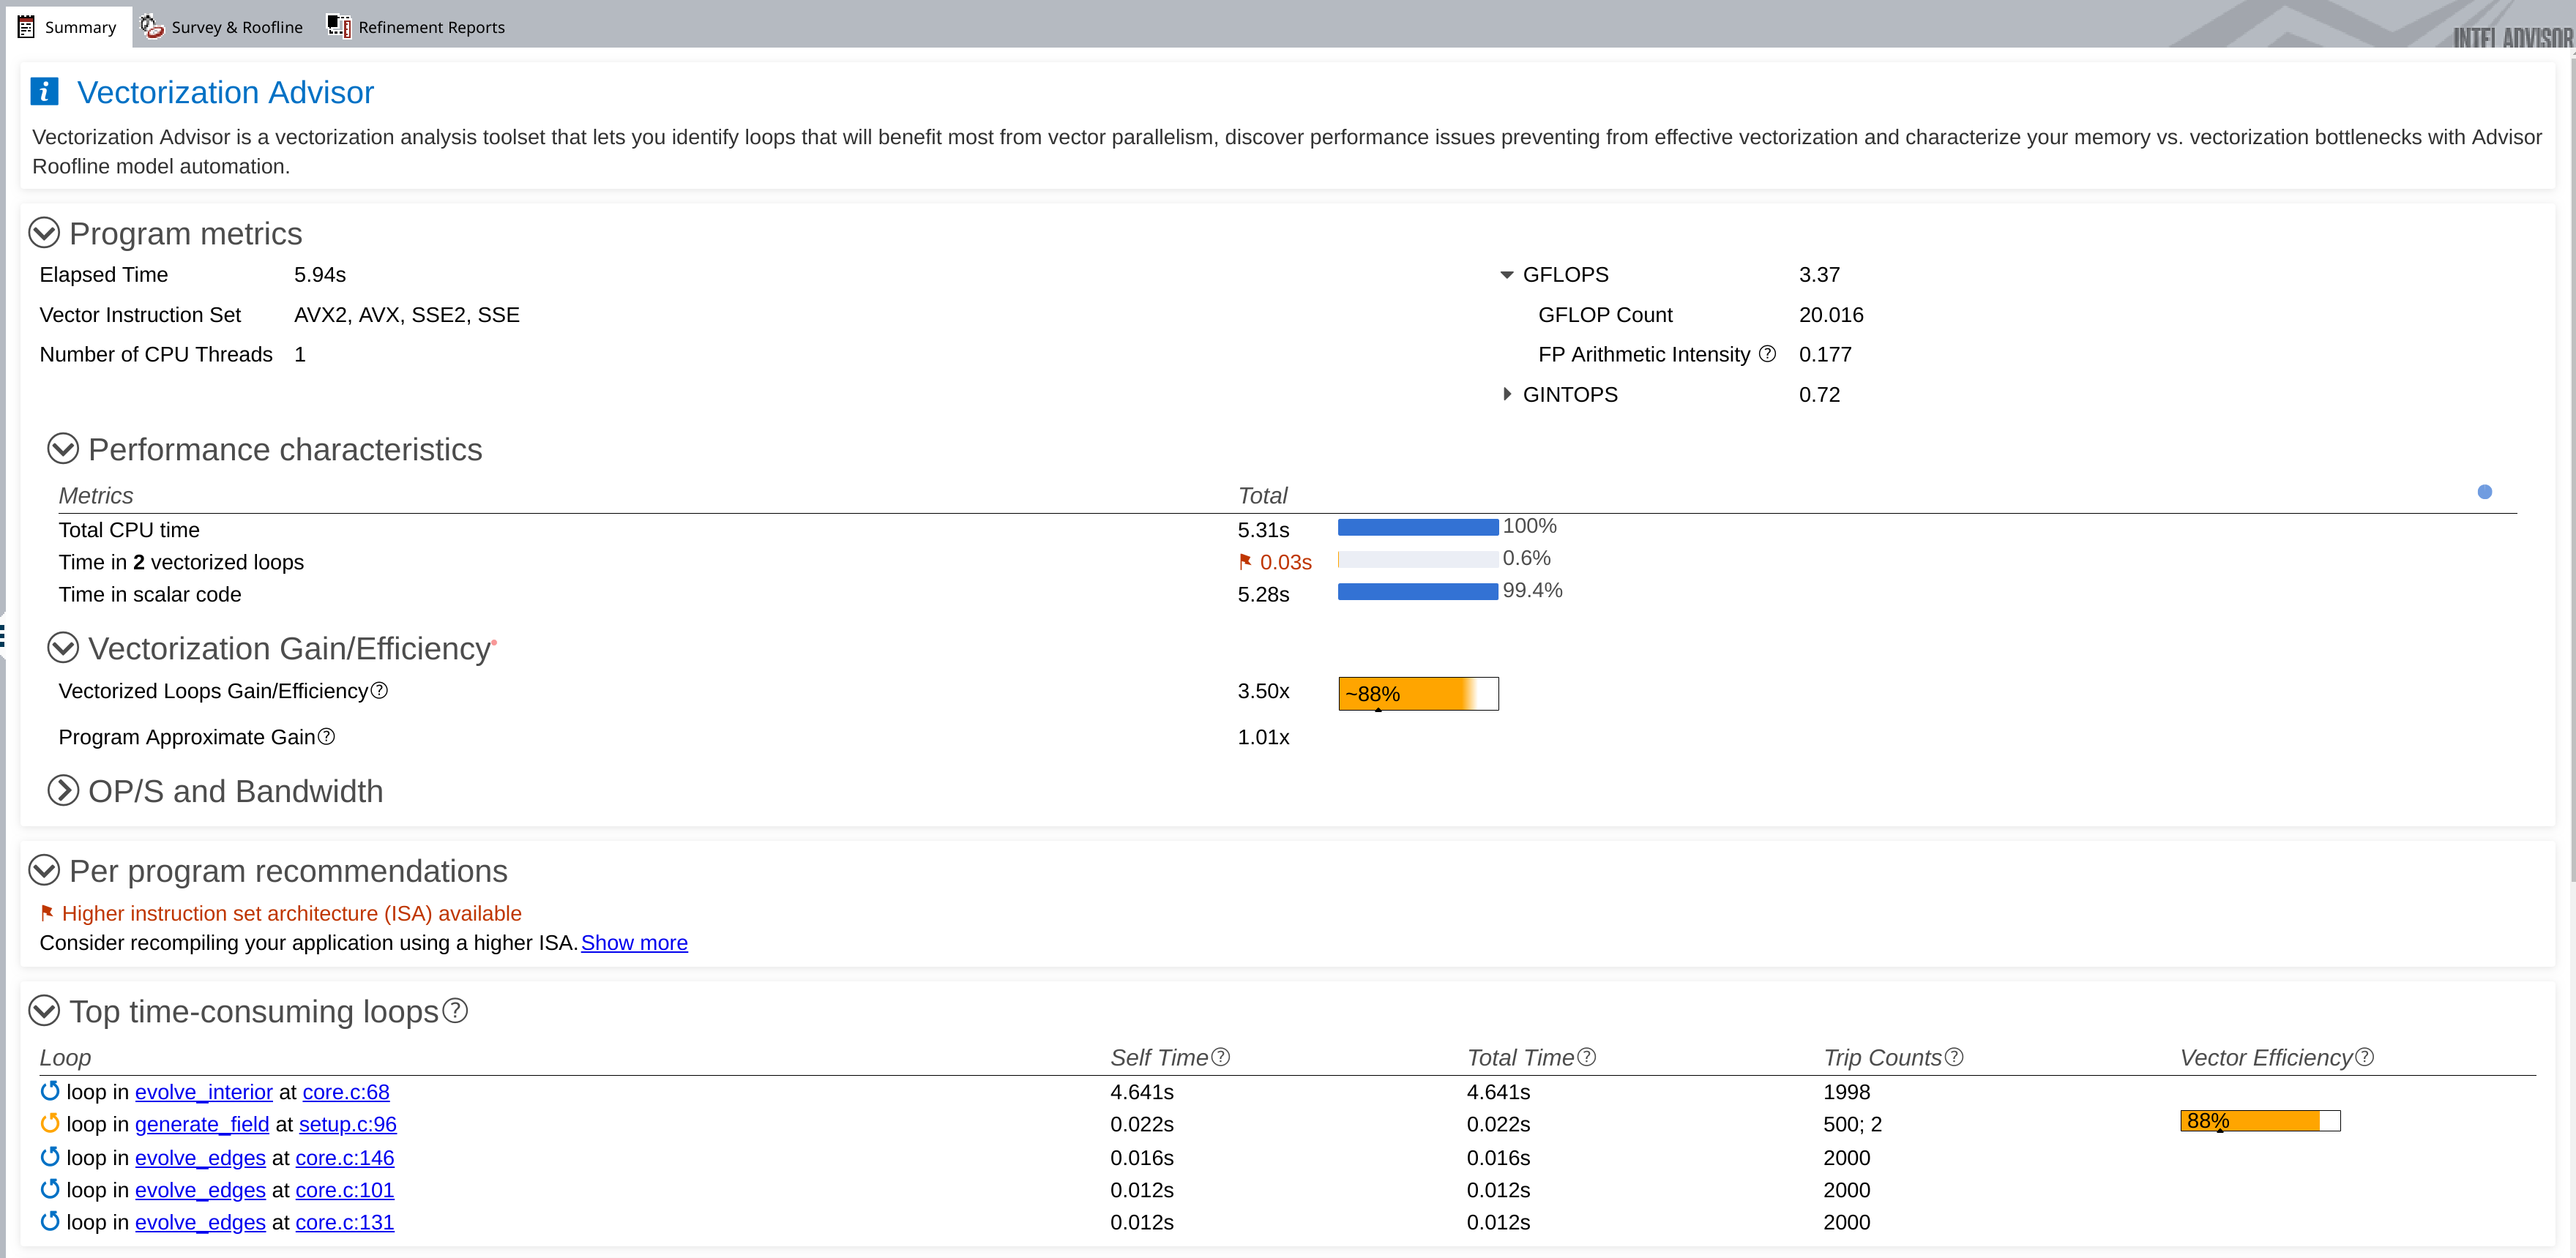 Summary Survey & Roofline Refinement Reports
INTEL ADVISOR
Vectorization Advisor
Vectorization Advisor is a vectorization analysis toolset that lets you identify loops that will benefit most from vector parallelism, discover performance issues preventing from effective vectorization and characterize your memory vs. vectorization bottlenecks with Advisor
Roofline model automation.
Program metrics
Elapsed Time 5.94s
Vector Instruction Set AVX2, AVX, SSE2, SSE
Number of CPU Threads 1
GFLOPS 3.37
GFLOP Count 20.016
FP Arithmetic Intensity ? 0.177
GINTOPS 0.72
Performance characteristics
Metrics Total
Total CPU time 5.31s 100%
Time in 2 vectorized loops 0.03s 0.6%
Time in scalar code 5.28s 99.4%
Vectorization Gain/Efficiency
Vectorized Loops Gain/Efficiency ? 3.50x ~88%
Program Approximate Gain ? 1.01x
OP/S and Bandwidth
Per program recommendations
Higher instruction set architecture (ISA) available
Consider recompiling your application using a higher ISA. Show more
Top time-consuming loops ?
Loop Self Time ? Total Time ? Trip Counts ? Vector Efficiency ?
loop in evolve_interior at core.c:68 4.641s 4.641s 1998
loop in generate_field at setup.c:96 0.022s 0.022s 500; 2 88%
loop in evolve_edges at core.c:146 0.016s 0.016s 2000
loop in evolve_edges at core.c:101 0.012s 0.012s 2000
loop in evolve_edges at core.c:131 0.012s 0.012s 2000